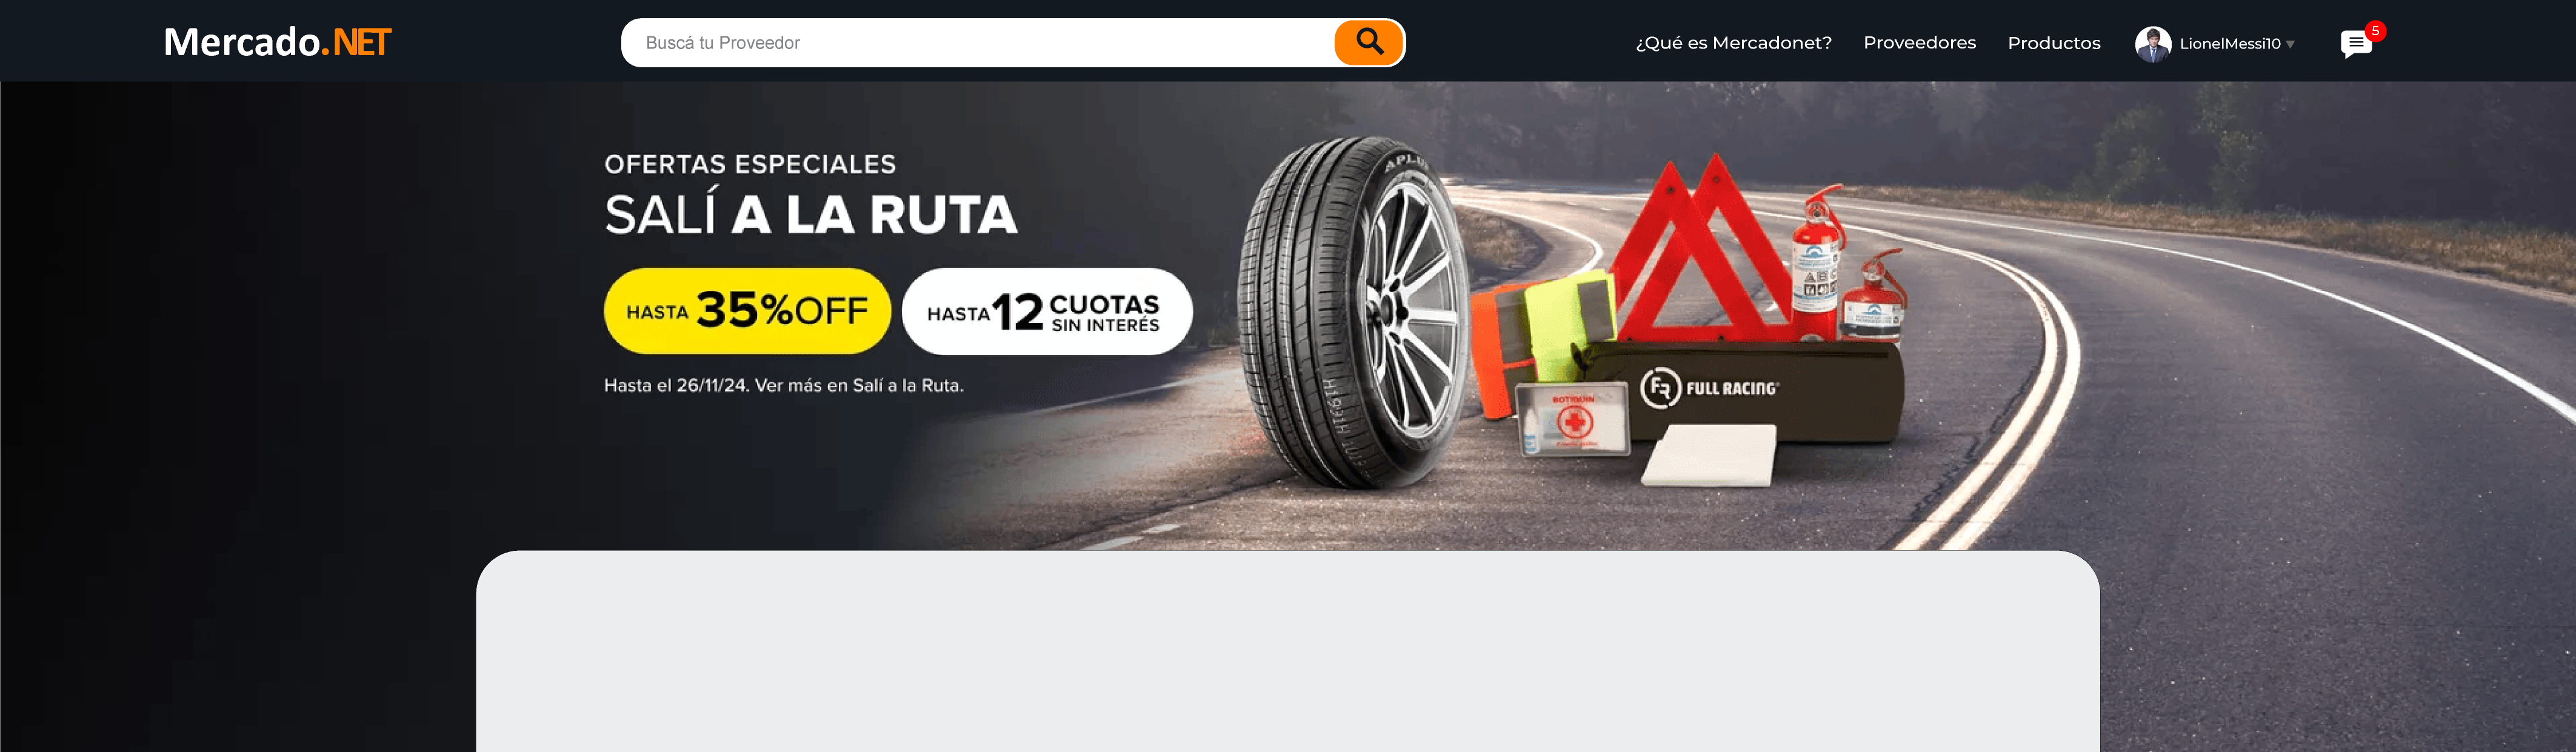 Mercado.NET
Buscá tu Proveedor
¿Qué es Mercadonet?
Proveedores
Productos
LionelMessi10
5
OFERTAS ESPECIALES
SALÍ A LA RUTA
HASTA 35%OFF
HASTA 12 CUOTAS SIN INTERÉS
Hasta el 26/11/24. Ver más en Salí a la Ruta.
APLUS
FR FULL RACING
BOTIQUIN